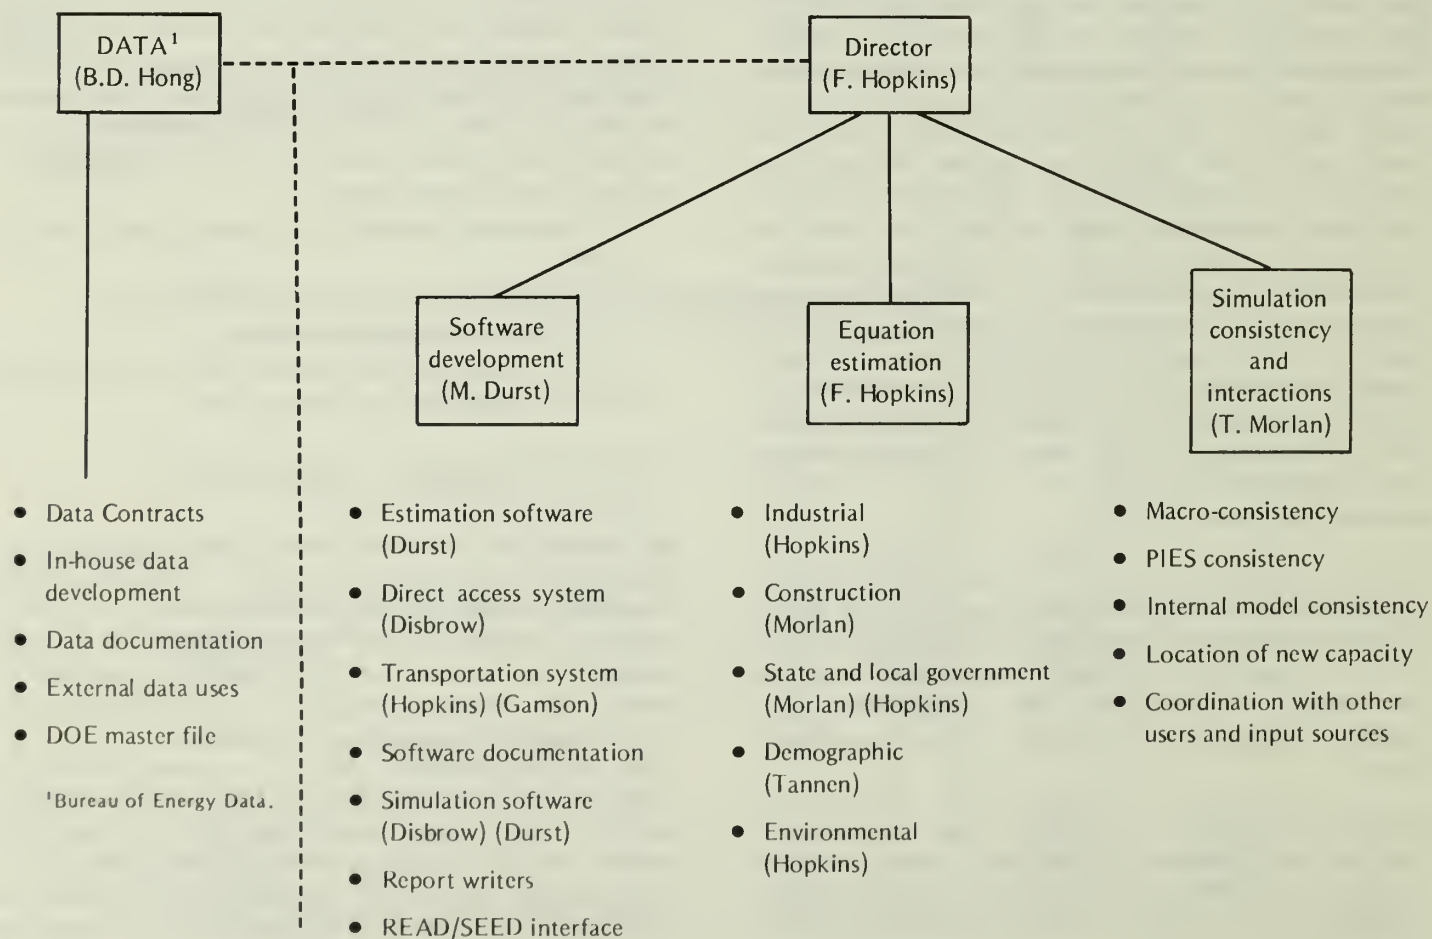 DATA¹
(B.D. Hong)
Director
(F. Hopkins)
Software
development
(M. Durst)
Equation
estimation
(F. Hopkins)
Simulation
consistency
and
interactions
(T. Morlan)
• Data Contracts
• In-house data
development
• Data documentation
• External data uses
• DOE master file
¹Bureau of Energy Data.
• Estimation software
(Durst)
• Direct access system
(Disbrow)
• Transportation system
(Hopkins) (Gamson)
• Software documentation
• Simulation software
(Disbrow) (Durst)
• Report writers
• READ/SEED interface
• Industrial
(Hopkins)
• Construction
(Morlan)
• State and local government
(Morlan) (Hopkins)
• Demographic
(Tannen)
• Environmental
(Hopkins)
• Macro-consistency
• PIES consistency
• Internal model consistency
• Location of new capacity
• Coordination with other
users and input sources